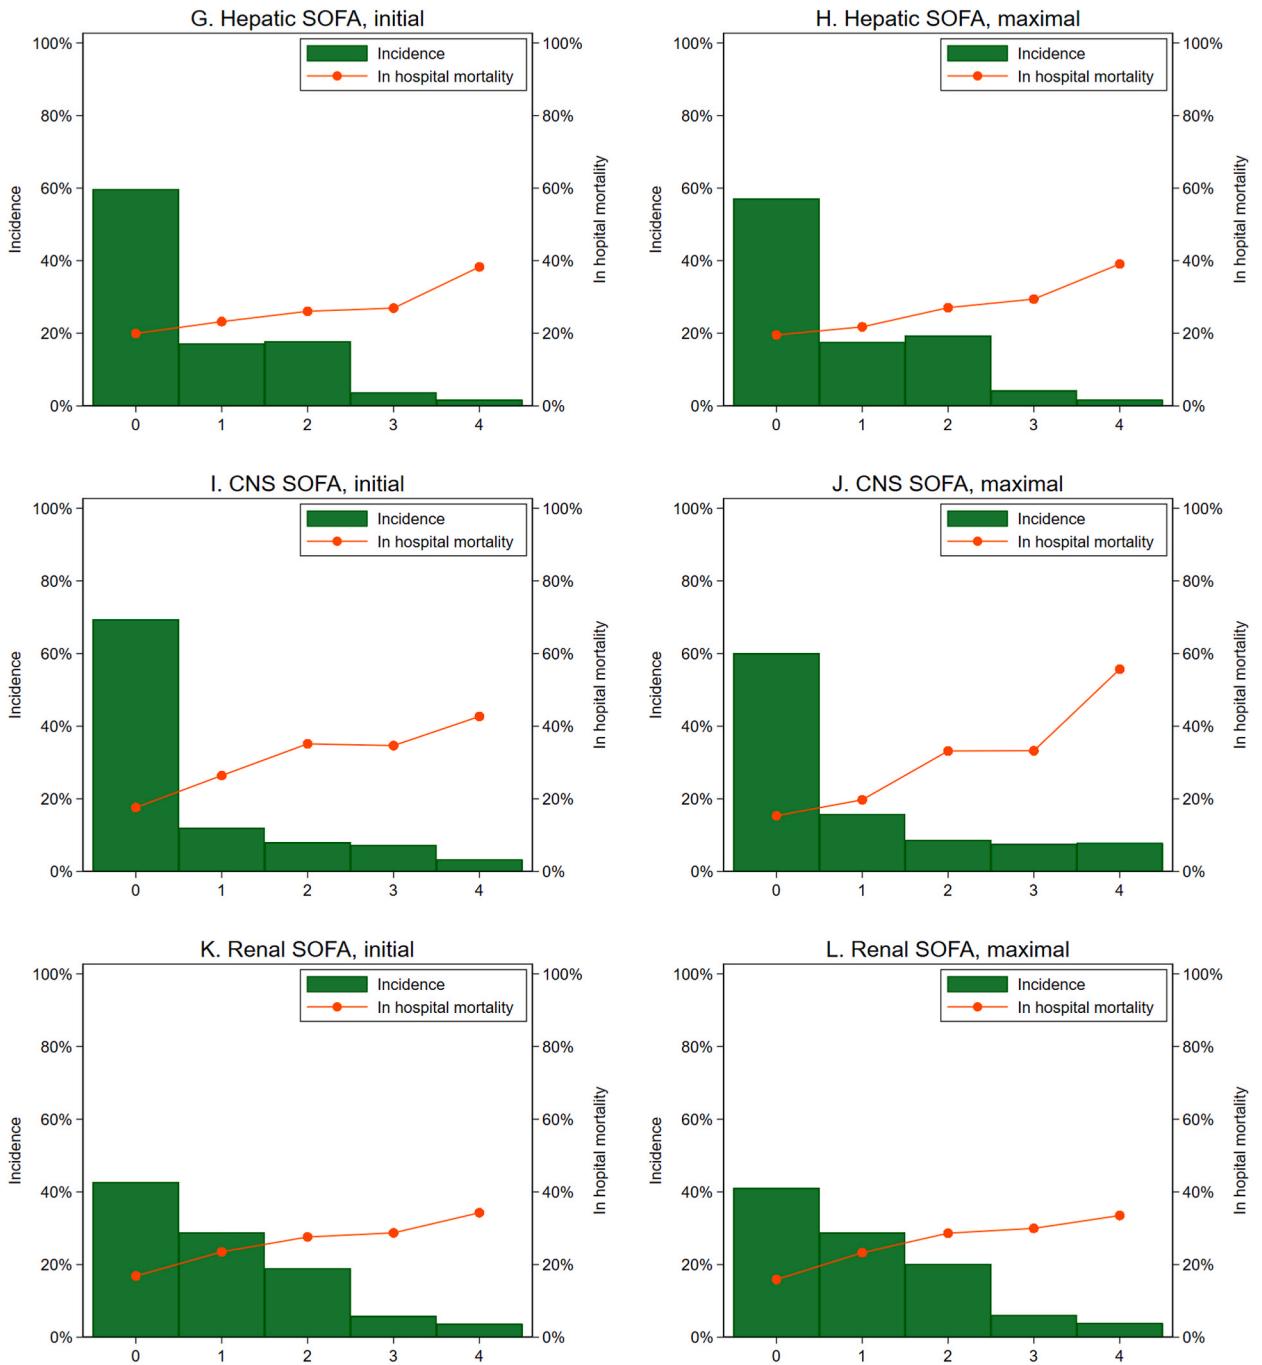 G. Hepatic SOFA, initial
100%
80%
60%
40%
20%
0%
Incidence
Incidence
In hospital mortality
100%
80%
60%
40%
20%
0%
In hopital mortality
0 1 2 3 4
H. Hepatic SOFA, maximal
100%
80%
60%
40%
20%
0%
Incidence
Incidence
In hospital mortality
100%
80%
60%
40%
20%
0%
In hopital mortality
0 1 2 3 4
I. CNS SOFA, initial
100%
80%
60%
40%
20%
0%
Incidence
Incidence
In hospital mortality
100%
80%
60%
40%
20%
0%
In hopital mortality
0 1 2 3 4
J. CNS SOFA, maximal
100%
80%
60%
40%
20%
0%
Incidence
Incidence
In hospital mortality
100%
80%
60%
40%
20%
0%
In hopital mortality
0 1 2 3 4
K. Renal SOFA, initial
100%
80%
60%
40%
20%
0%
Incidence
Incidence
In hospital mortality
100%
80%
60%
40%
20%
0%
In hopital mortality
0 1 2 3 4
L. Renal SOFA, maximal
100%
80%
60%
40%
20%
0%
Incidence
Incidence
In hospital mortality
100%
80%
60%
40%
20%
0%
In hopital mortality
0 1 2 3 4